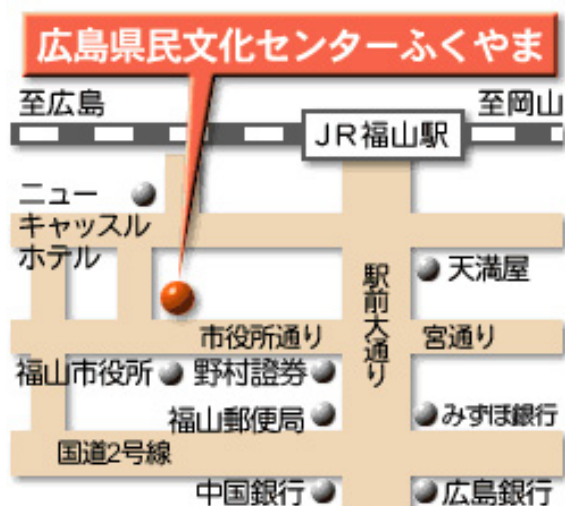 広島県民文化センターふくやま
至広島
至岡山
JR福山駅
ニュー
キャッスル
ホテル
天満屋
駅前大通り
市役所通り
宮通り
福山市役所
野村證券
福山郵便局
みずほ銀行
国道2号線
中国銀行
広島銀行